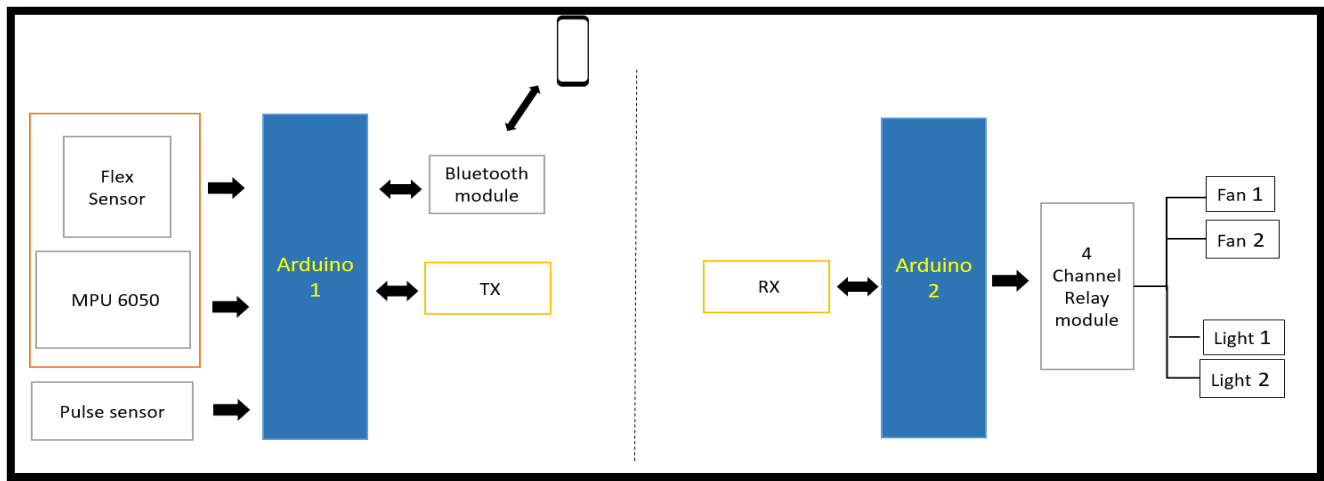 Flex
Sensor
MPU 6050
Pulse sensor
Arduino
1
Bluetooth
module
TX
RX
Arduino
2
4
Channel
Relay
module
Fan 1
Fan 2
Light 1
Light 2